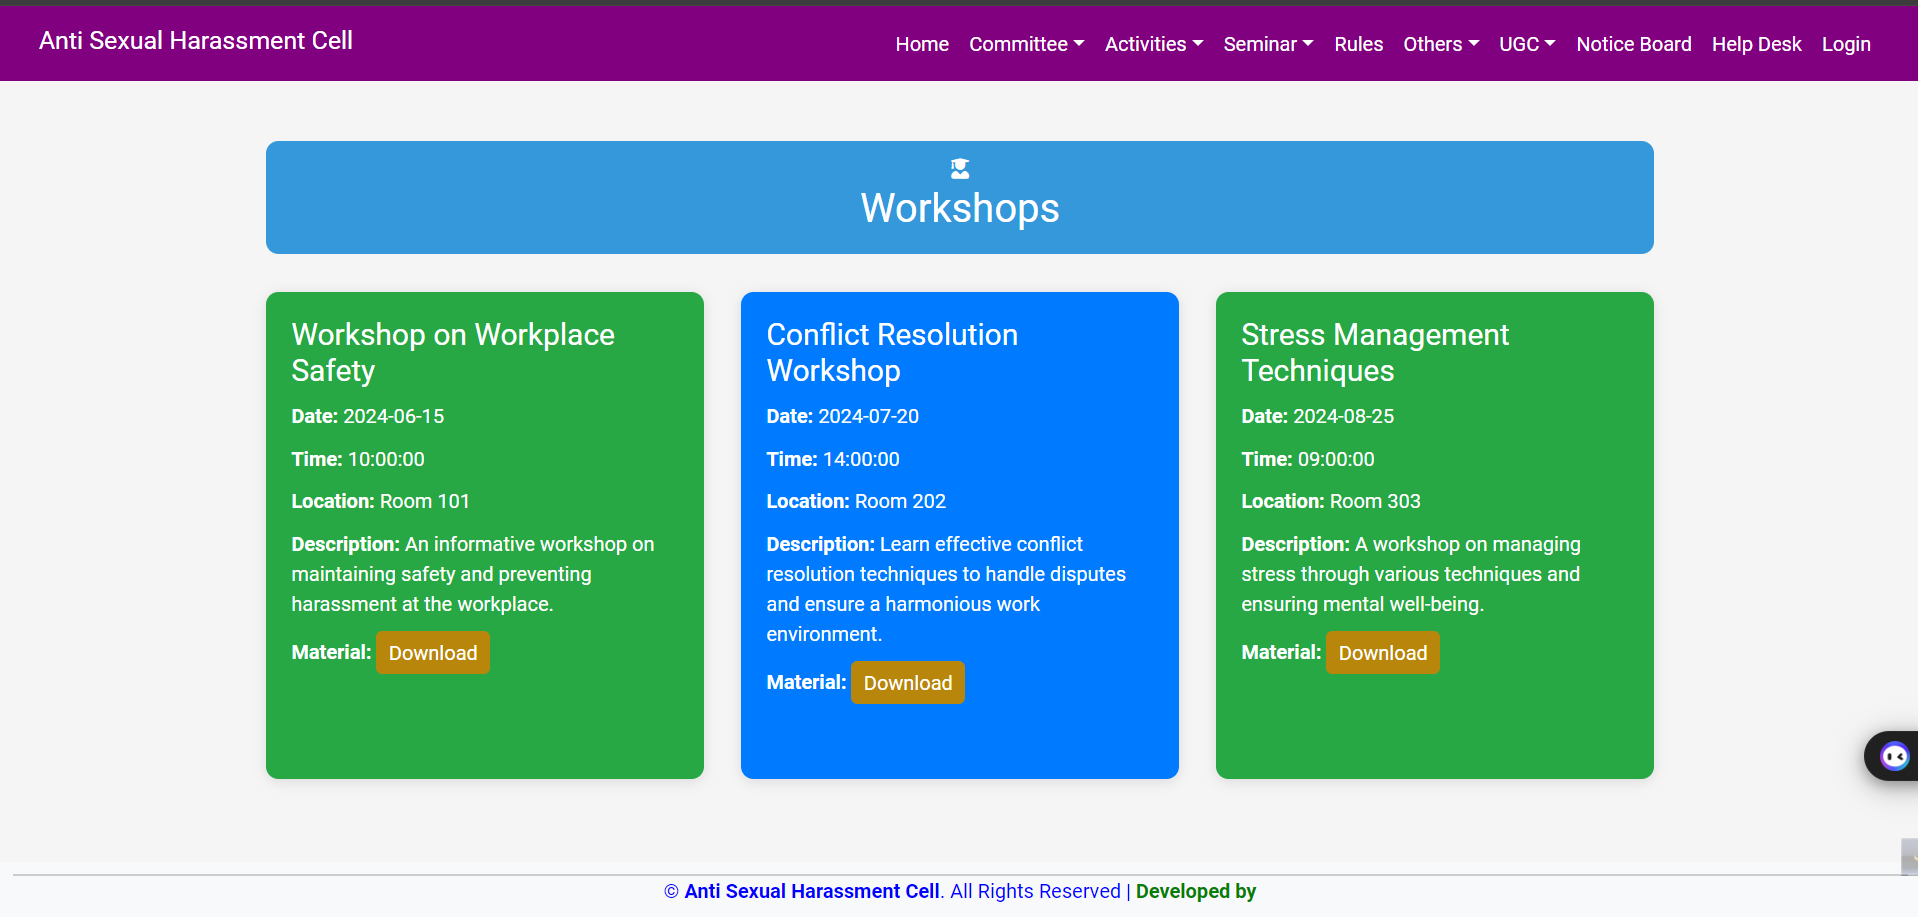 Anti Sexual Harassment Cell
Home Committee Activities Seminar Rules Others UGC Notice Board Help Desk Login
Workshops
Workshop on Workplace
Safety
Date: 2024-06-15
Time: 10:00:00
Location: Room 101
Description: An informative workshop on
maintaining safety and preventing
harassment at the workplace.
Material: Download
Conflict Resolution
Workshop
Date: 2024-07-20
Time: 14:00:00
Location: Room 202
Description: Learn effective conflict
resolution techniques to handle disputes
and ensure a harmonious work
environment.
Material: Download
Stress Management
Techniques
Date: 2024-08-25
Time: 09:00:00
Location: Room 303
Description: A workshop on managing
stress through various techniques and
ensuring mental well-being.
Material: Download
© Anti Sexual Harassment Cell. All Rights Reserved | Developed by